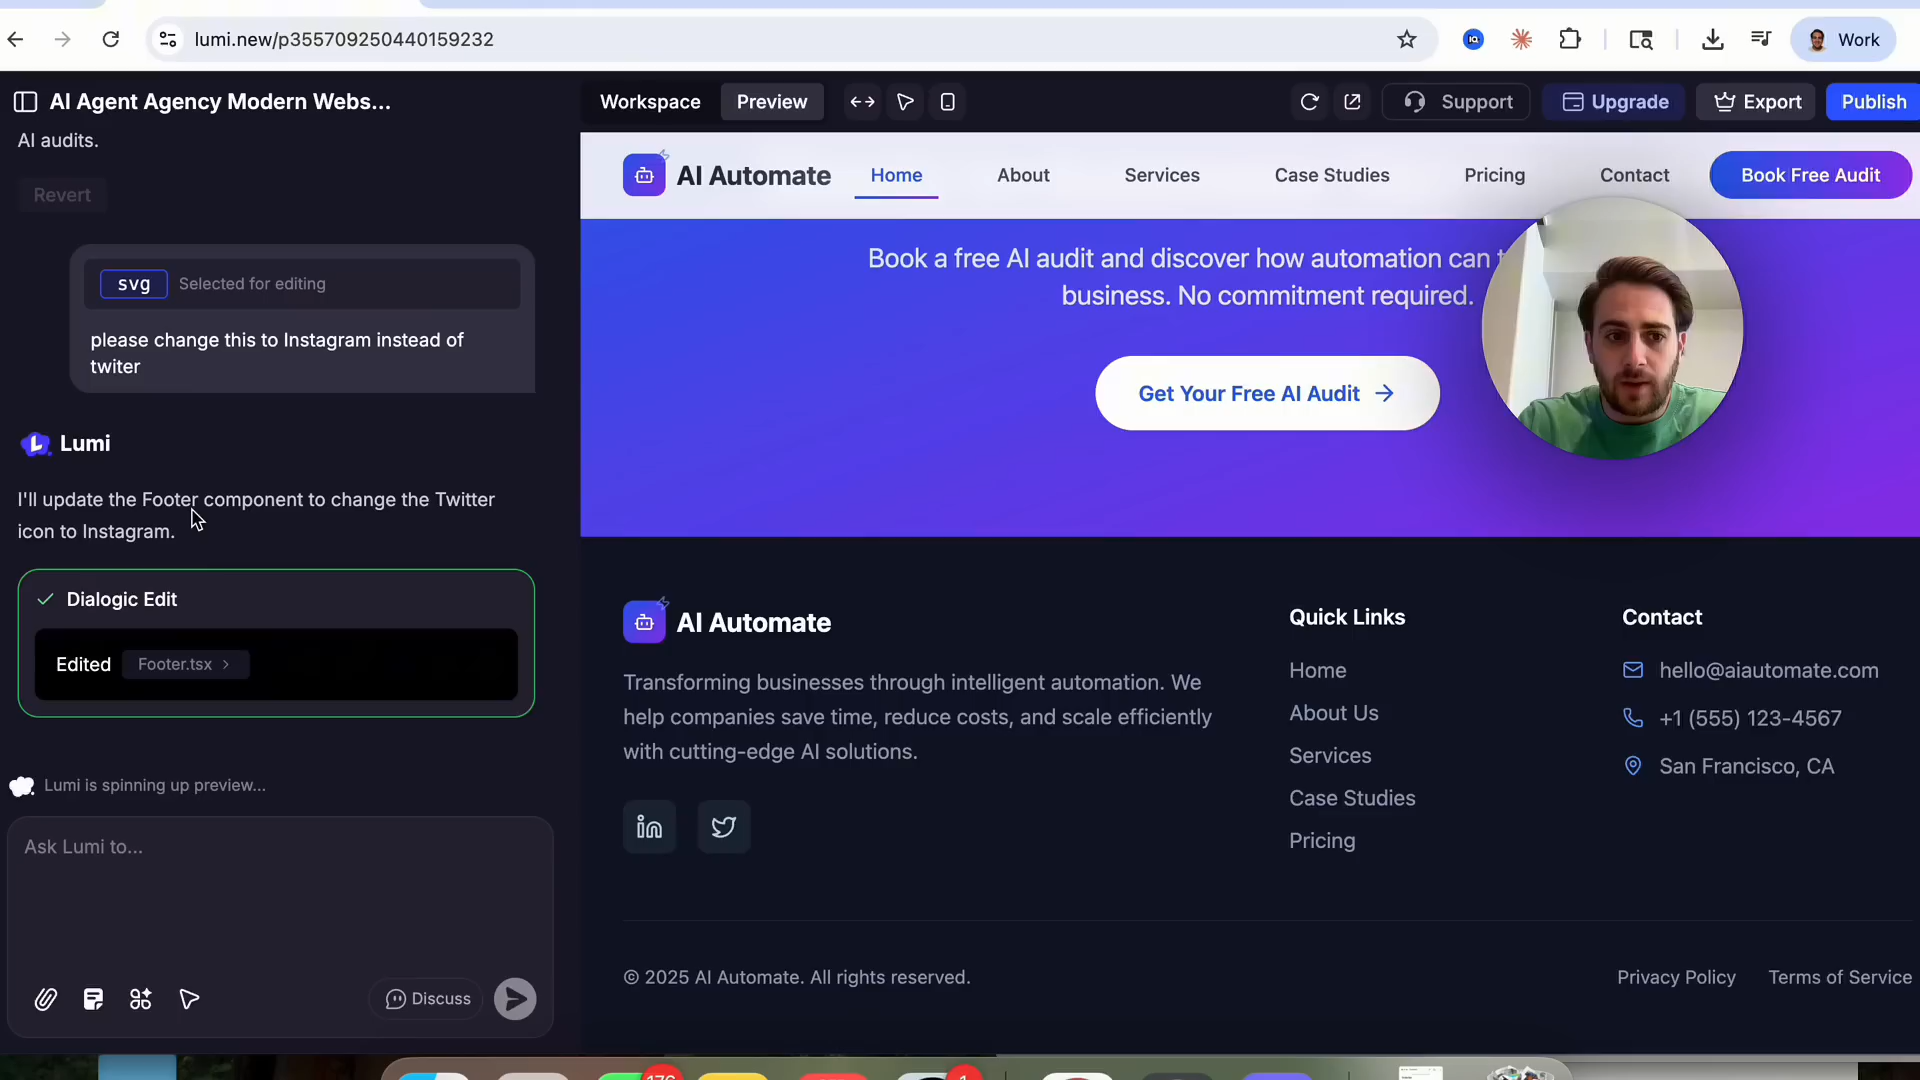 lumi.new/p355709250440159232
Work
AI Agent Agency Modern Webs...
Workspace
Preview
Support
Upgrade
Export
Publish
AI audits.
Revert
svg
Selected for editing
please change this to Instagram instead of
twiter
Lumi
I'll update the Footer component to change the Twitter
icon to Instagram.
Dialogic Edit
Edited
Footer.tsx
Lumi is spinning up preview...
Ask Lumi to...
Discuss
AI Automate
Home
About
Services
Case Studies
Pricing
Contact
Book Free Audit
Book a free AI audit and discover how automation can
business. No commitment required.
Get Your Free AI Audit
AI Automate
Transforming businesses through intelligent automation. We
help companies save time, reduce costs, and scale efficiently
with cutting-edge AI solutions.
in
Quick Links
Home
About Us
Services
Case Studies
Pricing
Contact
hello@aiautomate.com
+1 (555) 123-4567
San Francisco, CA
© 2025 AI Automate. All rights reserved.
Privacy Policy
Terms of Service